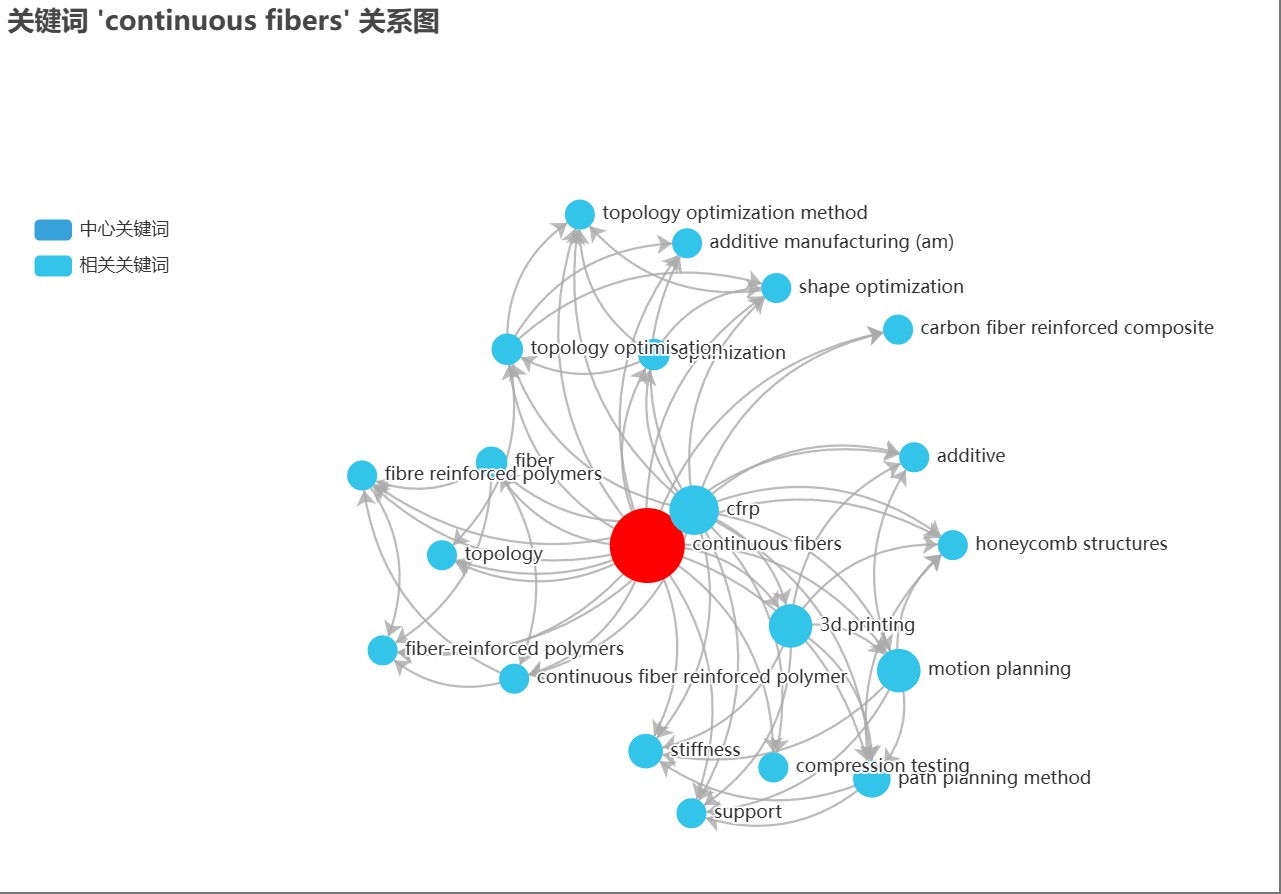 关键词 'continuous fibers' 关系图
中心关键词
相关关键词
topology optimization method
additive manufacturing (am)
shape optimization
carbon fiber reinforced composite
topology optimisation
optimization
additive
fiber
fibre reinforced polymers
cfrp
continuous fibers
honeycomb structures
topology
3d printing
fiber-reinforced polymers
motion planning
continuous fiber reinforced polymer
stiffness
compression testing
path planning method
support